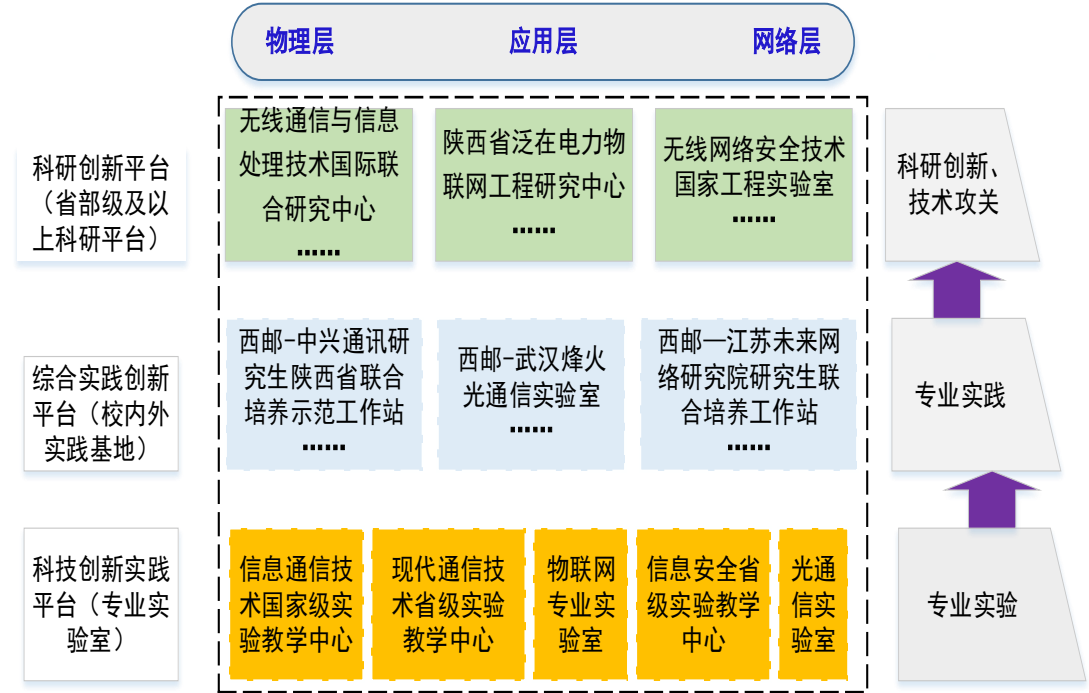 物理层 应用层 网络层
科研创新平台
（省部级及以
上科研平台）
无线通信与信息
处理技术国际联
合研究中心
……
陕西省泛在电力物
联网工程研究中心
……
无线网络安全技术
国家工程实验室
……
科研创新、
技术攻关
综合实践创新
平台（校内外
实践基地）
西邮-中兴通讯研
究生陕西省联合
培养示范工作站
……
西邮-武汉烽火
光通信实验室
……
西邮—江苏未来网
络研究院研究生联
合培养工作站
……
专业实践
科技创新实践
平台（专业实
验室）
信息通信技
术国家级实
验教学中心
现代通信技
术省级实验
教学中心
物联网
专业实
验室
信息安全省
级实验教学
中心
光通
信实
验室
专业实验